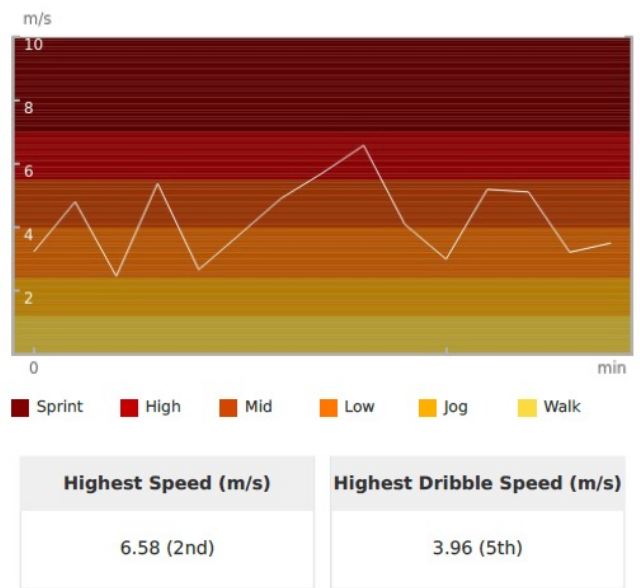 m/s
10
8
6
4
2
0 min
Sprint High Mid Low Jog Walk
Highest Speed (m/s) Highest Dribble Speed (m/s)
6.58 (2nd) 3.96 (5th)